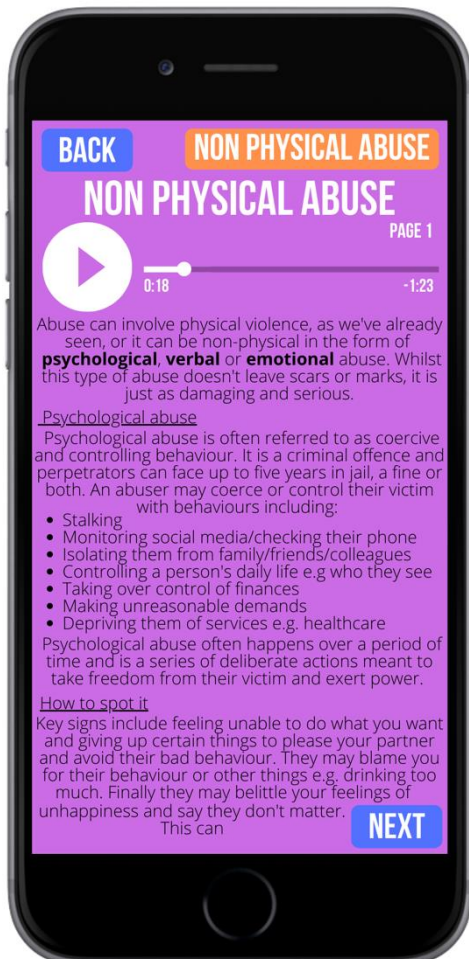 BACK
NON PHYSICAL ABUSE
NON PHYSICAL ABUSE
PAGE 1
0:18
-1:23
Abuse can involve physical violence, as we've already
seen, or it can be non-physical in the form of
psychological, verbal or emotional abuse. Whilst
this type of abuse doesn't leave scars or marks, it is
just as damaging and serious.
Psychological abuse
Psychological abuse is often referred to as coercive
and controlling behaviour. It is a criminal offence and
perpetrators can face up to five years in jail, a fine or
both. An abuser may coerce or control their victim
with behaviours including:
• Stalking
• Monitoring social media/checking their phone
• Isolating them from family/friends/colleagues
• Controlling a person's daily life e.g who they see
• Taking over control of finances
• Making unreasonable demands
• Depriving them of services e.g. healthcare
Psychological abuse often happens over a period of
time and is a series of deliberate actions meant to
take freedom from their victim and exert power.
How to spot it
Key signs include feeling unable to do what you want
and giving up certain things to please your partner
and avoid their bad behaviour. They may blame you
for their behaviour or other things e.g. drinking too
much. Finally they may belittle your feelings of
unhappiness and say they don't matter.
This can
NEXT